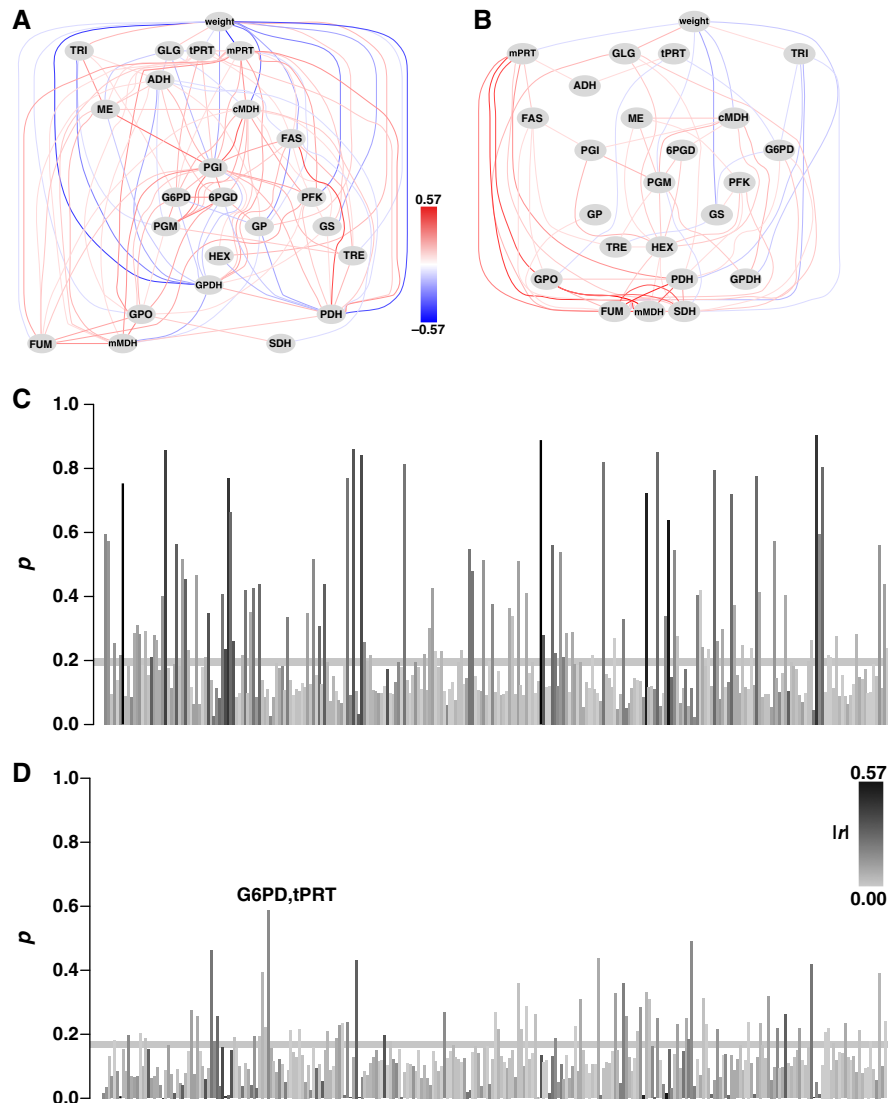 A
weight
TRI
GLG
tPRT
mPRT
ADH
ME
cMDH
FAS
PGI
G6PD
6PGD
PFK
PGM
GP
GS
HEX
TRE
GPDH
GPO
PDH
FUM
mMDH
SDH
0.57
−0.57
B
weight
mPRT
GLG
tPRT
TRI
ADH
FAS
ME
cMDH
PGI
6PGD
G6PD
PGM
PFK
GP
GS
TRE
HEX
GPO
PDH
GPDH
FUM
mMDH
SDH
C
1.0
0.8
0.6
p
0.4
0.2
0.0
D
1.0
0.57
0.8
|r|
0.00
G6PD,tPRT
0.6
p
0.4
0.2
0.0